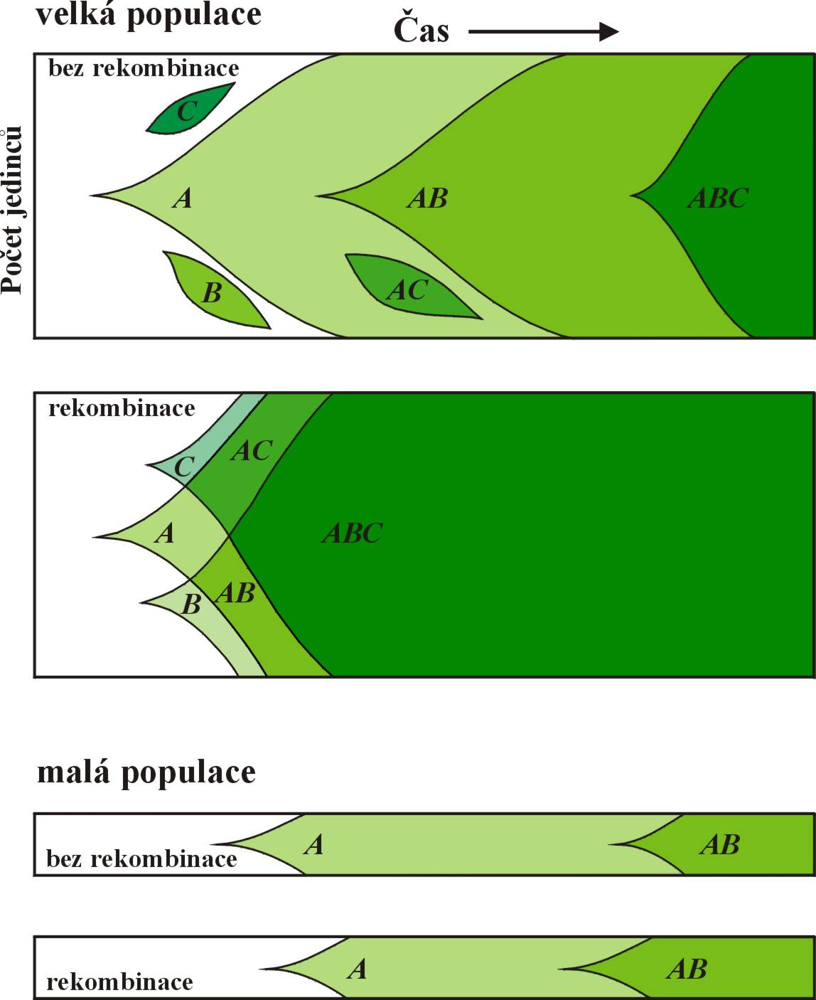 velká populace
Čas
bez rekombinace
Počet jedinců
C
A
AB
ABC
B
AC
rekombinace
C
AC
A
ABC
B
AB
malá populace
bez rekombinace
A
AB
rekombinace
A
AB